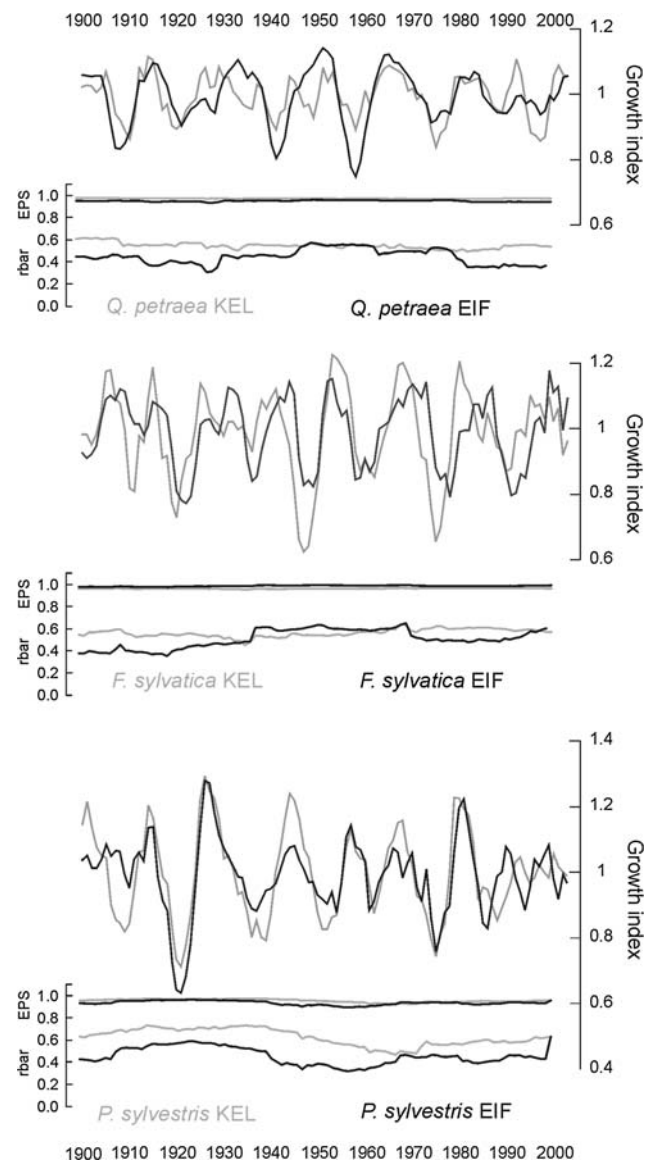 1900 1910 1920 1930 1940 1950 1960 1970 1980 1990 2000
1.2
1
0.8
0.6
Growth index
EPS
rbar
1.0
0.8
0.6
0.4
0.2
0.0
Q. petraea KEL
Q. petraea EIF
1.2
1
0.8
0.6
Growth index
EPS
rbar
1.0
0.8
0.6
0.4
0.2
0.0
F. sylvatica KEL
F. sylvatica EIF
1.4
1.2
1
0.8
0.6
0.4
Growth index
EPS
rbar
1.0
0.8
0.6
0.4
0.2
0.0
P. sylvestris KEL
P. sylvestris EIF
1900 1910 1920 1930 1940 1950 1960 1970 1980 1990 2000